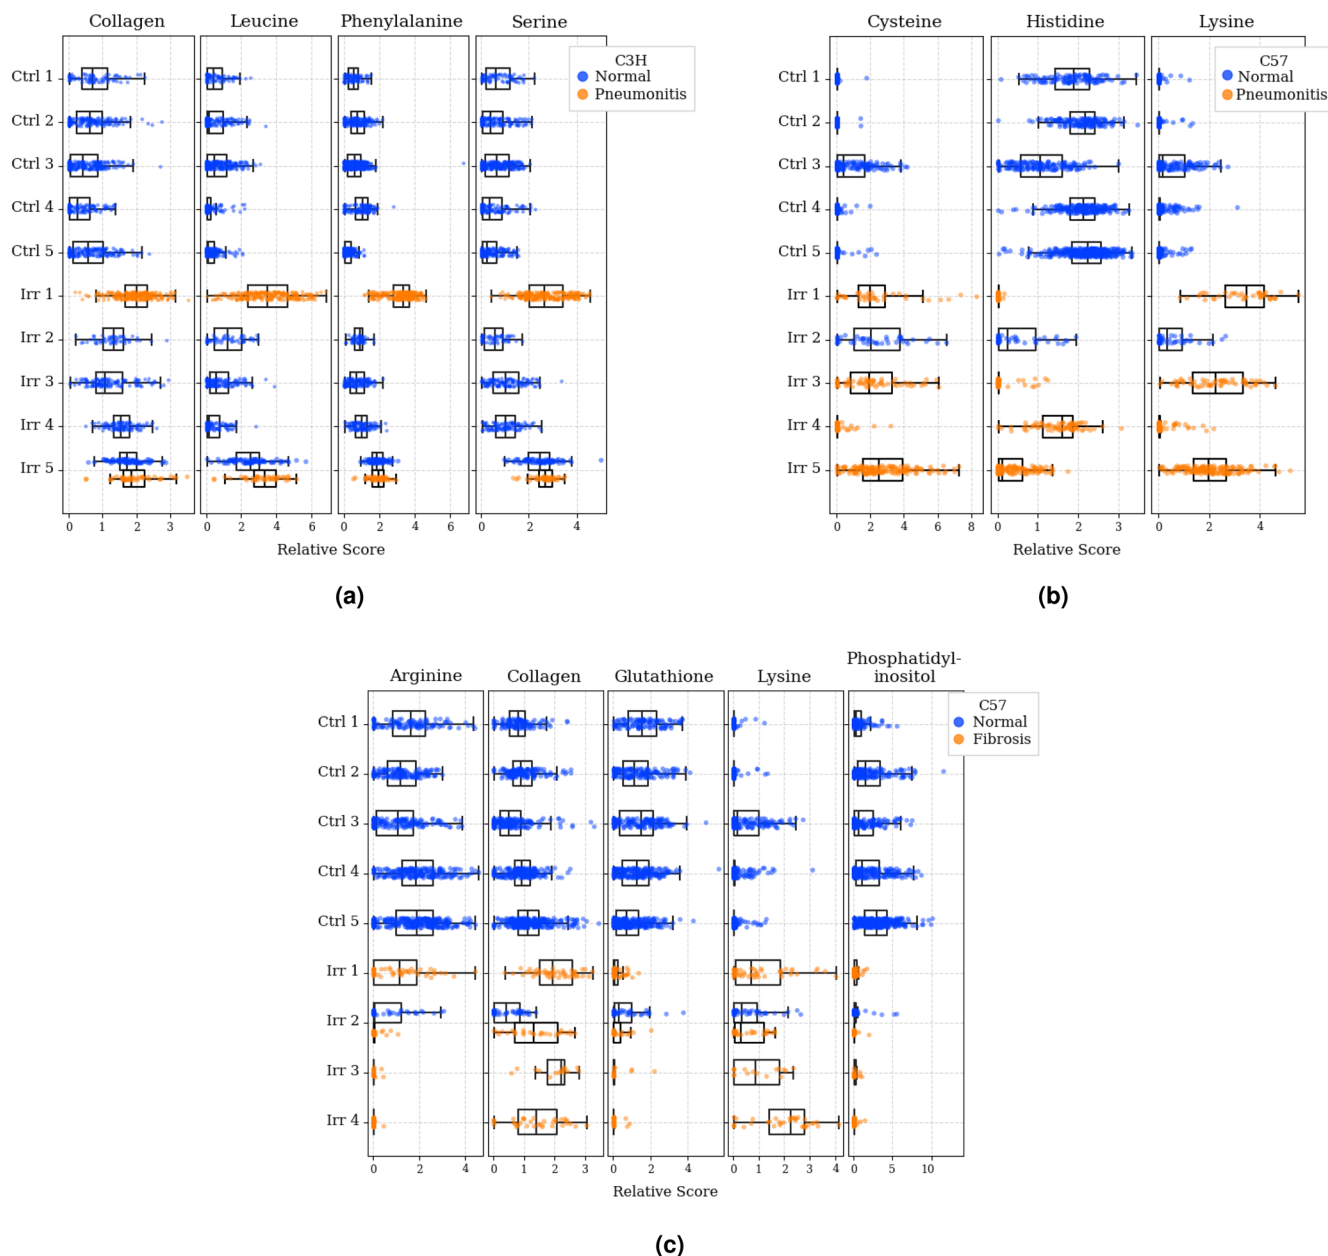 Collagen Leucine Phenylalanine Serine
C3H
Normal
Pneumonitis
Ctrl 1
Ctrl 2
Ctrl 3
Ctrl 4
Ctrl 5
Irr 1
Irr 2
Irr 3
Irr 4
Irr 5
0 1 2 3 0 2 4 6 0 2 4 6 0 2 4
Relative Score
(a)
Cysteine Histidine Lysine
C57
Normal
Pneumonitis
Ctrl 1
Ctrl 2
Ctrl 3
Ctrl 4
Ctrl 5
Irr 1
Irr 2
Irr 3
Irr 4
Irr 5
0 2 4 6 8 0 1 2 3 0 2 4
Relative Score
(b)
Arginine Collagen Glutathione Lysine Phosphatidyl-
inositol
C57
Normal
Fibrosis
Ctrl 1
Ctrl 2
Ctrl 3
Ctrl 4
Ctrl 5
Irr 1
Irr 2
Irr 3
Irr 4
0 2 4 0 1 2 3 0 2 4 0 1 2 3 4 0 5 10
Relative Score
(c)